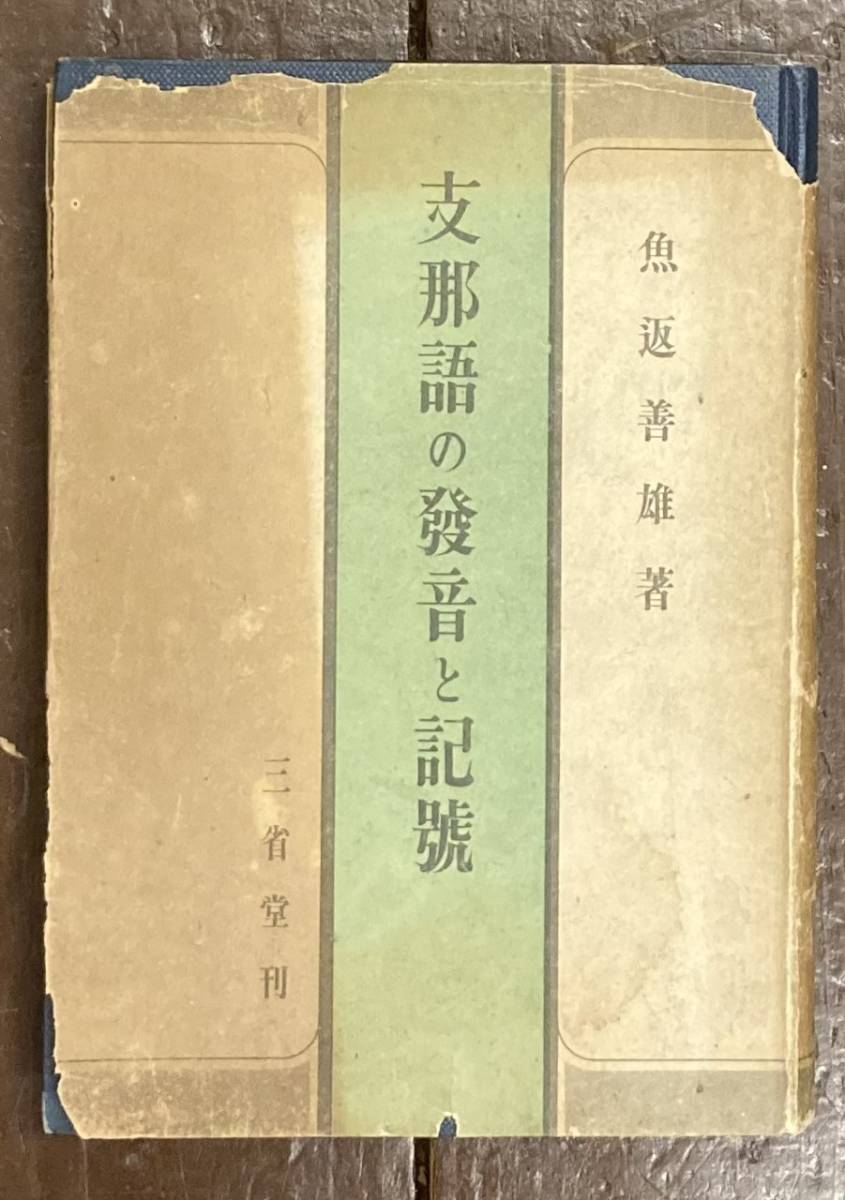 魚返善雄著
支那語の發音と記號
三省堂刊